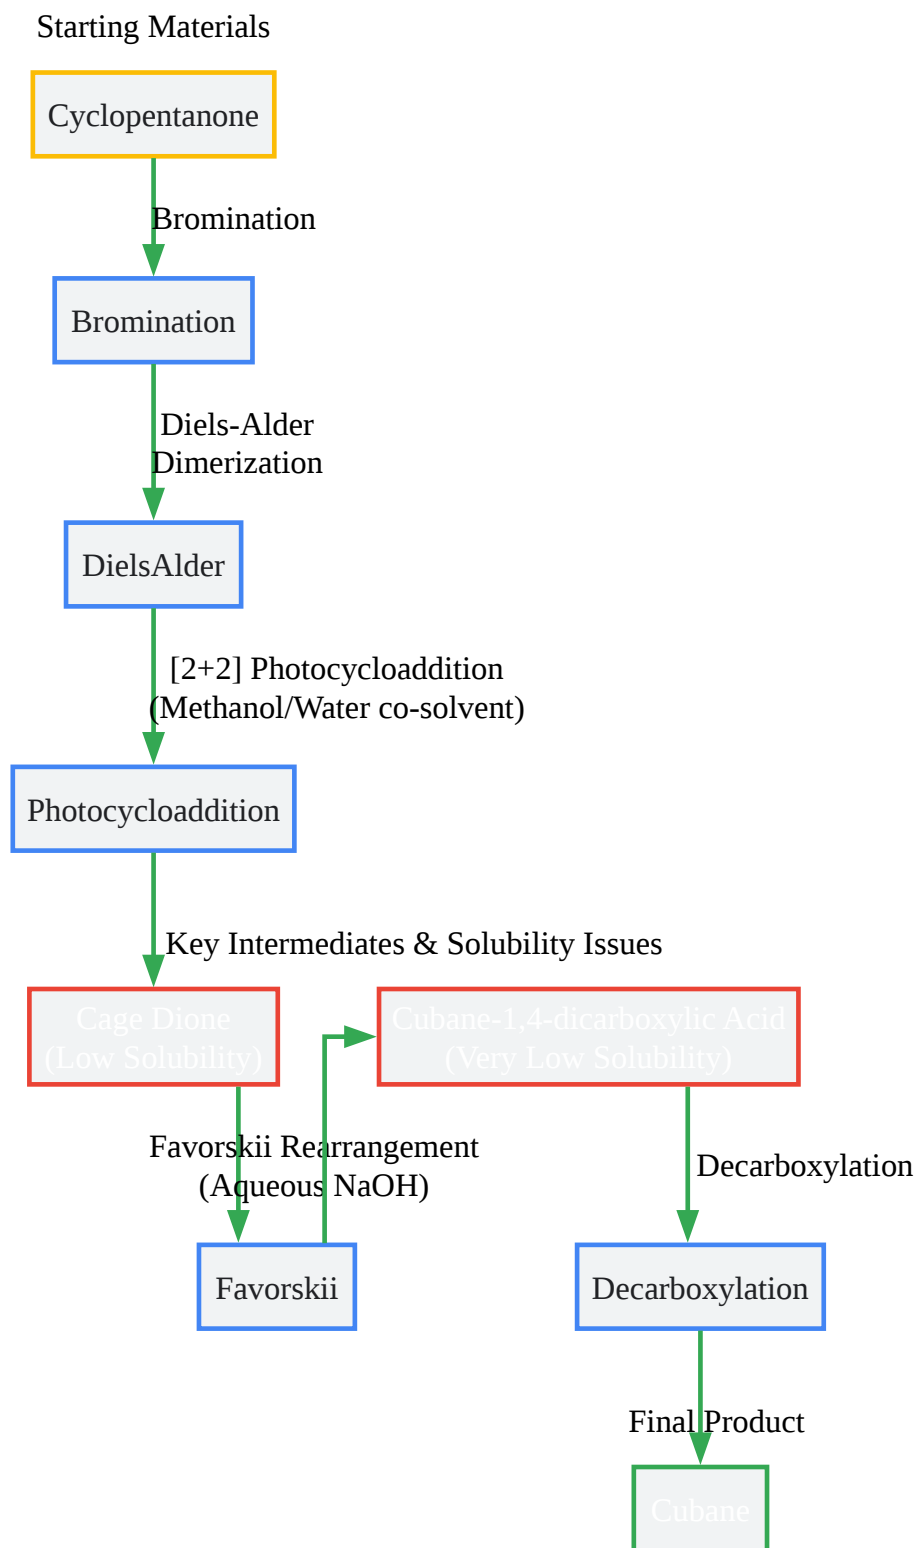 Starting Materials
Cyclopentanone
Bromination
Bromination
Diels-Alder
Dimerization
DielsAlder
[2+2] Photocycloaddition
(Methanol/Water co-solvent)
Photocycloaddition
Key Intermediates & Solubility Issues
Cage Dione
(Low Solubility)
Cubane-1,4-dicarboxylic Acid
(Very Low Solubility)
Favorskii Rearrangement
(Aqueous NaOH)
Decarboxylation
Favorskii
Decarboxylation
Final Product
Cubane